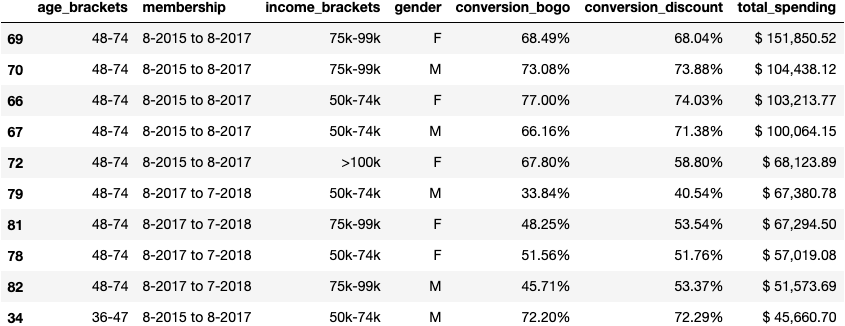 age_brackets membership income_brackets gender conversion_bogo conversion_discount total_spending
69 48-74 8-2015 to 8-2017 75k-99k F 68.49% 68.04% $ 151,850.52
70 48-74 8-2015 to 8-2017 75k-99k M 73.08% 73.88% $ 104,438.12
66 48-74 8-2015 to 8-2017 50k-74k F 77.00% 74.03% $ 103,213.77
67 48-74 8-2015 to 8-2017 50k-74k M 66.16% 71.38% $ 100,064.15
72 48-74 8-2015 to 8-2017 >100k F 67.80% 58.80% $ 68,123.89
79 48-74 8-2017 to 7-2018 50k-74k M 33.84% 40.54% $ 67,380.78
81 48-74 8-2017 to 7-2018 75k-99k F 48.25% 53.54% $ 67,294.50
78 48-74 8-2017 to 7-2018 50k-74k F 51.56% 51.76% $ 57,019.08
82 48-74 8-2017 to 7-2018 75k-99k M 45.71% 53.37% $ 51,573.69
34 36-47 8-2015 to 8-2017 50k-74k M 72.20% 72.29% $ 45,660.70